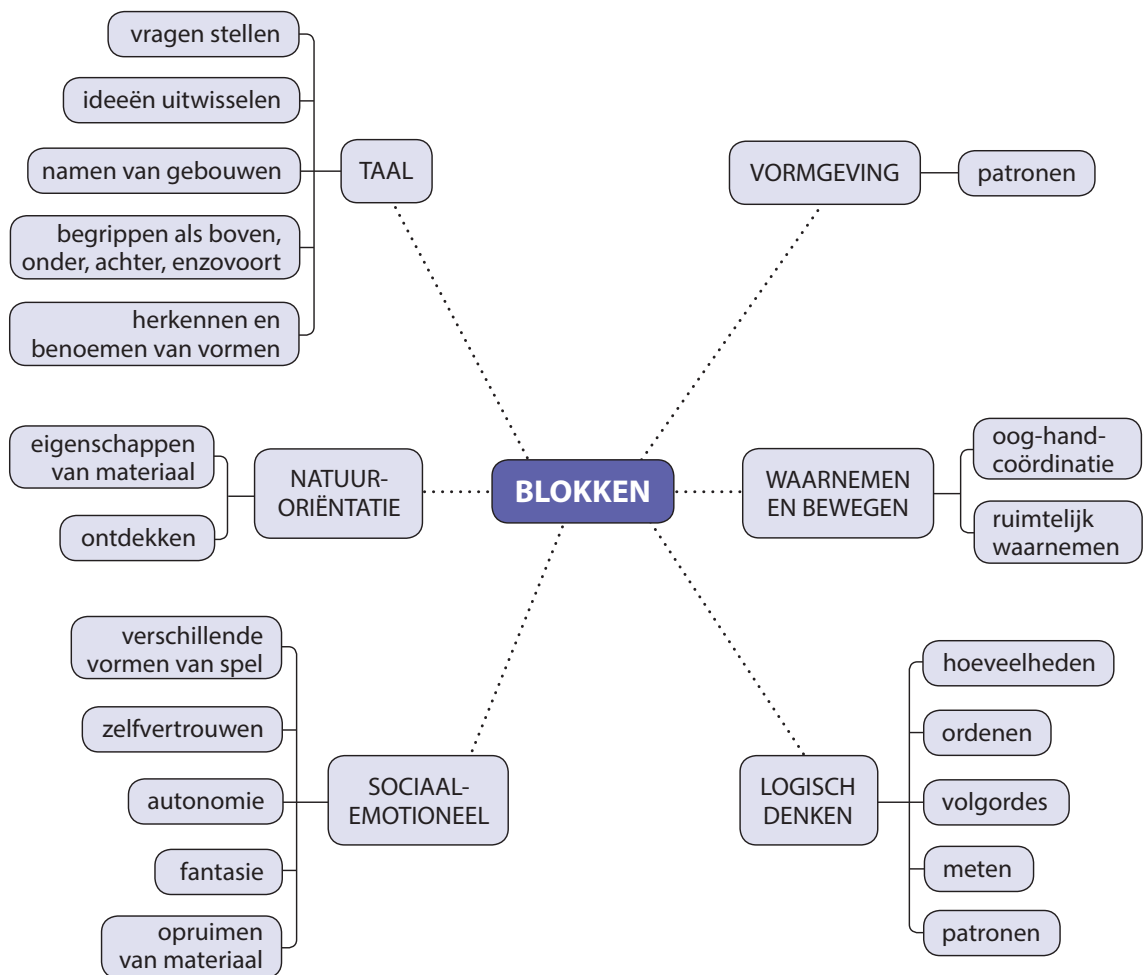 vragen stellen
ideeën uitwisselen
namen van gebouwen
begrippen als boven,
onder, achter, enzovoort
herkennen en
benoemen van vormen
TAAL
VORMGEVING
patronen
eigenschappen
van materiaal
ontdekken
NATUUR-
ORIËNTATIE
BLOKKEN
WAARNEMEN
EN BEWEGEN
oog-hand-
coördinatie
ruimtelijk
waarnemen
verschillende
vormen van spel
zelfvertrouwen
autonomie
fantasie
opruimen
van materiaal
SOCIAAL-
EMOTIONEEL
LOGISCH
DENKEN
hoeveelheden
ordenen
volgordes
meten
patronen